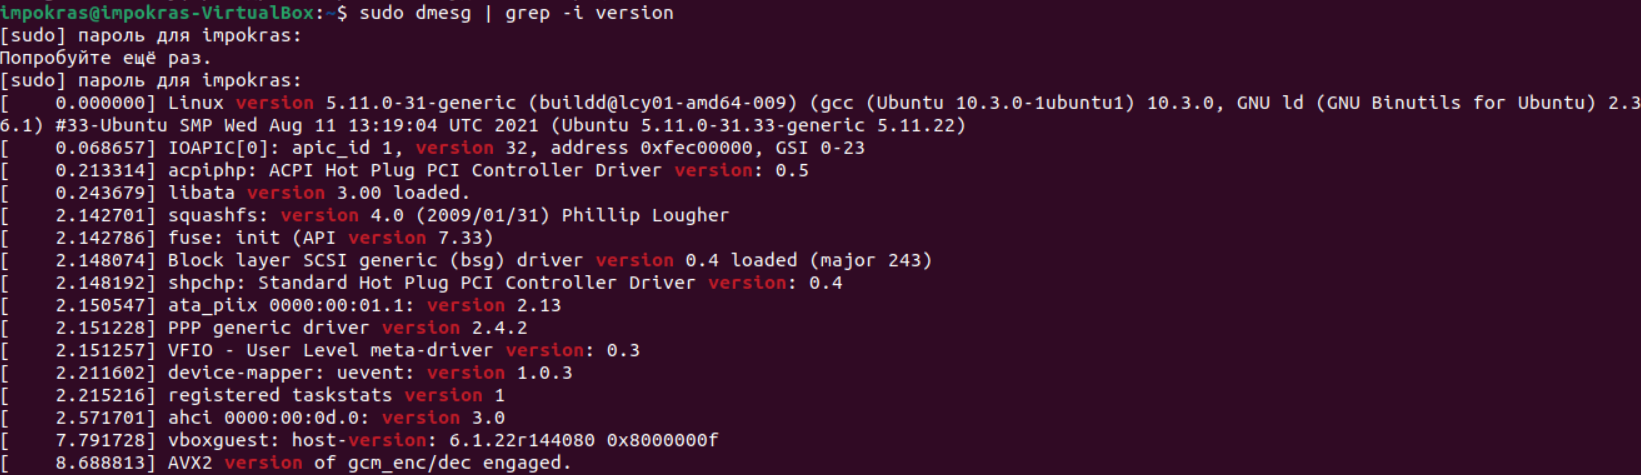 impokras@impokras-VirtualBox:~$ sudo dmesg | grep -i version
[sudo] пароль для impokras:
Попробуйте ещё раз.
[sudo] пароль для impokras:
[    0.000000] Linux version 5.11.0-31-generic (buildd@lcy01-amd64-009) (gcc (Ubuntu 10.3.0-1ubuntu1) 10.3.0, GNU ld (GNU Binutils for Ubuntu) 2.3
6.1) #33-Ubuntu SMP Wed Aug 11 13:19:04 UTC 2021 (Ubuntu 5.11.0-31.33-generic 5.11.22)
[    0.068657] IOAPIC[0]: apic_id 1, version 32, address 0xfec00000, GSI 0-23
[    0.213314] acpiphp: ACPI Hot Plug PCI Controller Driver version: 0.5
[    0.243679] libata version 3.00 loaded.
[    2.142701] squashfs: version 4.0 (2009/01/31) Phillip Lougher
[    2.142786] fuse: init (API version 7.33)
[    2.148074] Block layer SCSI generic (bsg) driver version 0.4 loaded (major 243)
[    2.148192] shpchp: Standard Hot Plug PCI Controller Driver version: 0.4
[    2.150547] ata_piix 0000:00:01.1: version 2.13
[    2.151228] PPP generic driver version 2.4.2
[    2.151257] VFIO - User Level meta-driver version: 0.3
[    2.211602] device-mapper: uevent: version 1.0.3
[    2.215216] registered taskstats version 1
[    2.571701] ahci 0000:00:0d.0: version 3.0
[    7.791728] vboxguest: host-version: 6.1.22r144080 0x8000000f
[    8.688813] AVX2 version of gcm_enc/dec engaged.